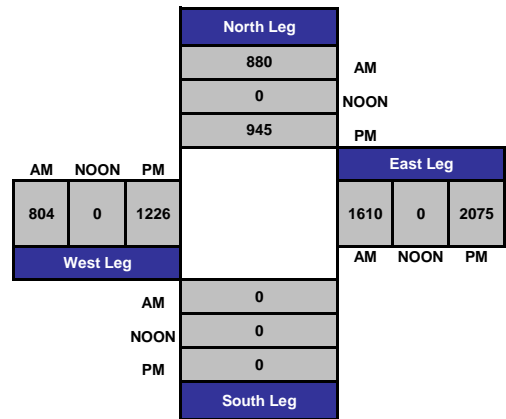 North Leg
880 AM
0 NOON
945 PM
AM NOON PM
East Leg
804 0 1226
1610 0 2075
West Leg
AM NOON PM
AM 0
NOON 0
PM 0
South Leg